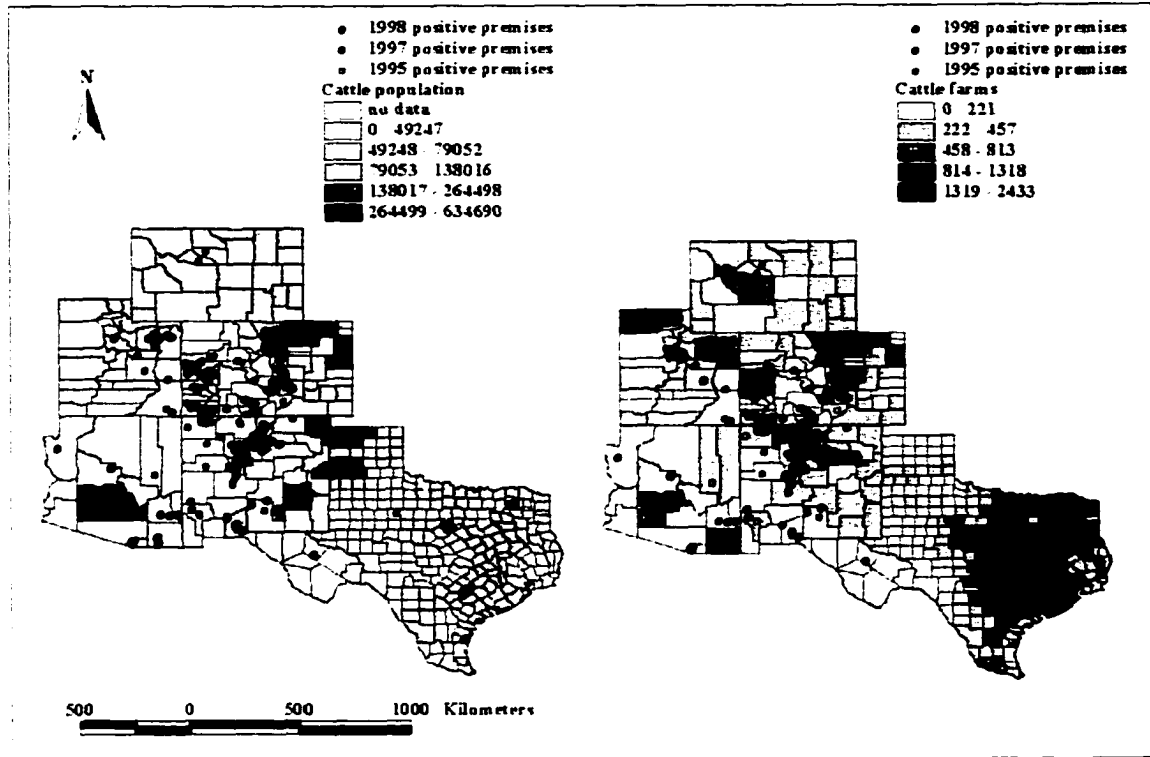 1998 positive premises
1997 positive premises
1995 positive premises
Cattle population
no data
0 49247
49248 - 79052
79053 - 138016
138017 - 264498
264499 - 634690
N
1998 positive premises
1997 positive premises
1995 positive premises
Cattle farms
0 221
222 457
458 - 813
814 - 1318
1319 - 2433
500 0 500 1000 Kilometers